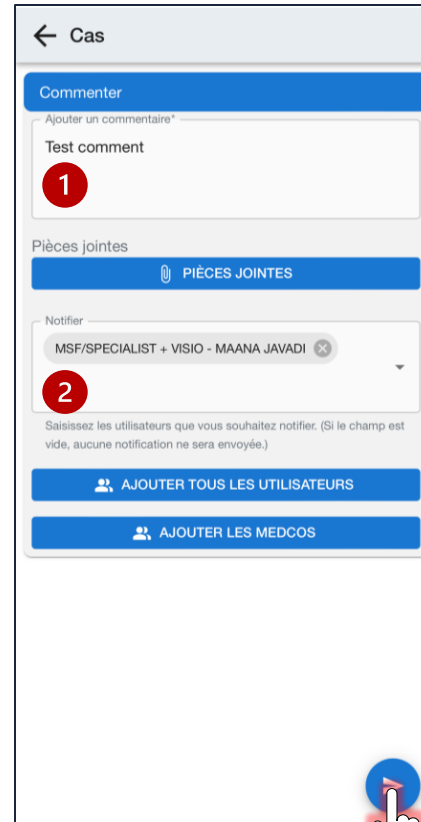 Cas
Commenter
Ajouter un commentaire*
Test comment
1
Pièces jointes
PIÈCES JOINTES
Notifier
MSF/SPECIALIST + VISIO - MAANA JAVADI
2
Saisissez les utilisateurs que vous souhaitez notifier. (Si le champ est
vide, aucune notification ne sera envoyée.)
AJOUTER TOUS LES UTILISATEURS
AJOUTER LES MEDCOS